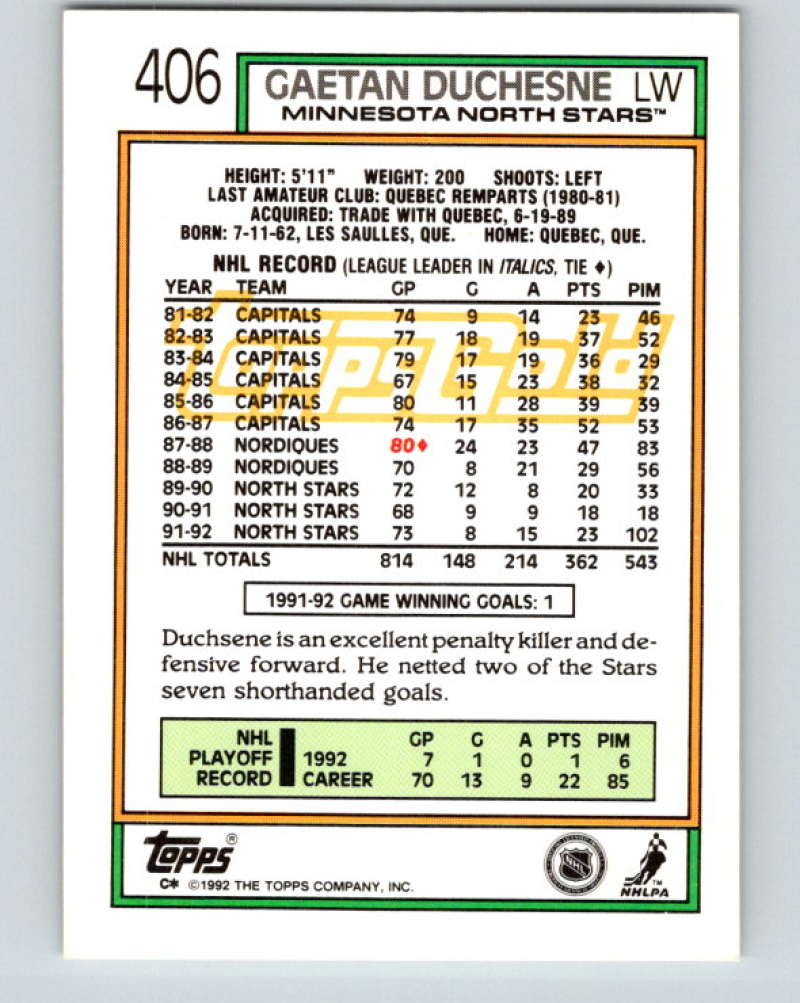 406
GAETAN DUCHESNE LW
MINNESOTA NORTH STARS™
HEIGHT: 5'11" WEIGHT: 200 SHOOTS: LEFT
LAST AMATEUR CLUB: QUEBEC REMPARTS (1980-81)
ACQUIRED: TRADE WITH QUEBEC, 6-19-89
BORN: 7-11-62, LES SAULLES, QUE. HOME: QUEBEC, QUE.
NHL RECORD (LEAGUE LEADER IN ITALICS, TIE ♦)
YEAR TEAM GP G A PTS PIM
81-82 CAPITALS 74 9 14 23 46
82-83 CAPITALS 77 18 19 37 52
83-84 CAPITALS 79 17 19 36 29
84-85 CAPITALS 67 15 23 38 32
85-86 CAPITALS 80 11 28 39 39
86-87 CAPITALS 74 17 35 52 53
87-88 NORDIQUES 80♦ 24 23 47 83
88-89 NORDIQUES 70 8 21 29 56
89-90 NORTH STARS 72 12 8 20 33
90-91 NORTH STARS 68 9 9 18 18
91-92 NORTH STARS 73 8 15 23 102
NHL TOTALS 814 148 214 362 543
ToppsGold
1991-92 GAME WINNING GOALS: 1
Duchsene is an excellent penalty killer and de-
fensive forward. He netted two of the Stars
seven shorthanded goals.
NHL GP G A PTS PIM
PLAYOFF 1992 7 1 0 1 6
RECORD CAREER 70 13 9 22 85
TOPPS®
C* ©1992 THE TOPPS COMPANY, INC.
NHL
™
NHLPA